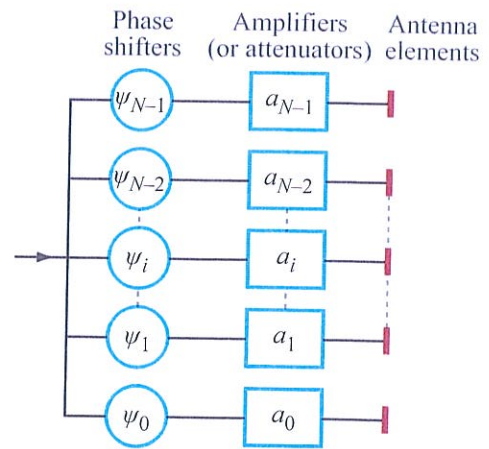 Phase shifters
Amplifiers (or attenuators)
Antenna elements
ψN–1
aN–1
ψN–2
aN–2
ψi
ai
ψ1
a1
ψ0
a0